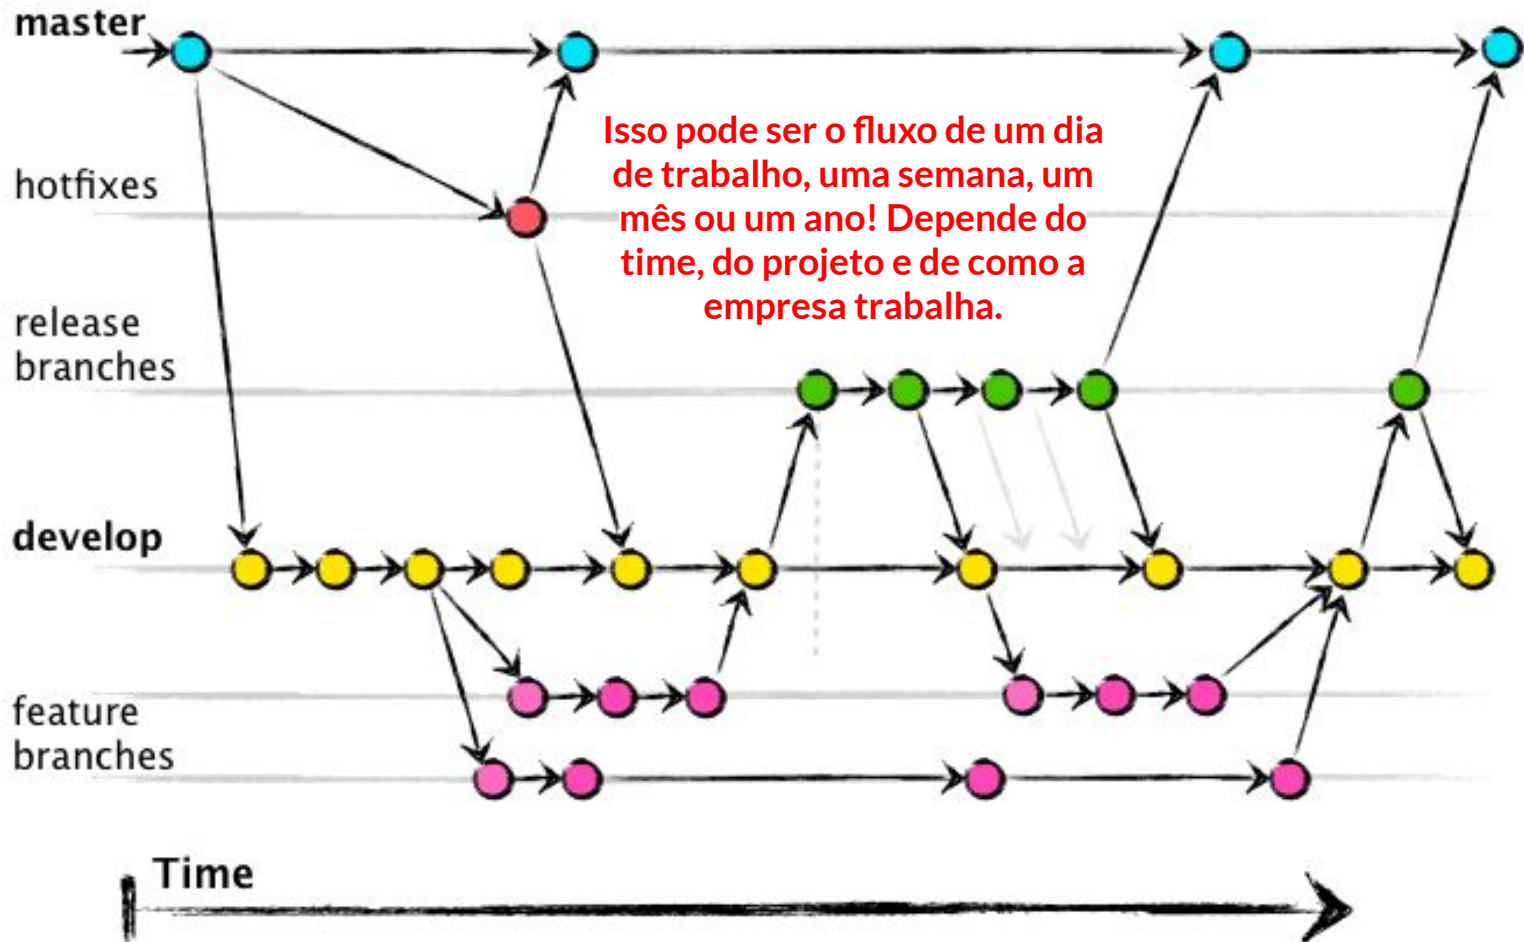 master
Isso pode ser o fluxo de um dia
de trabalho, uma semana, um
mês ou um ano! Depende do
time, do projeto e de como a
empresa trabalha.
hotfixes
release
branches
develop
feature
branches
Time